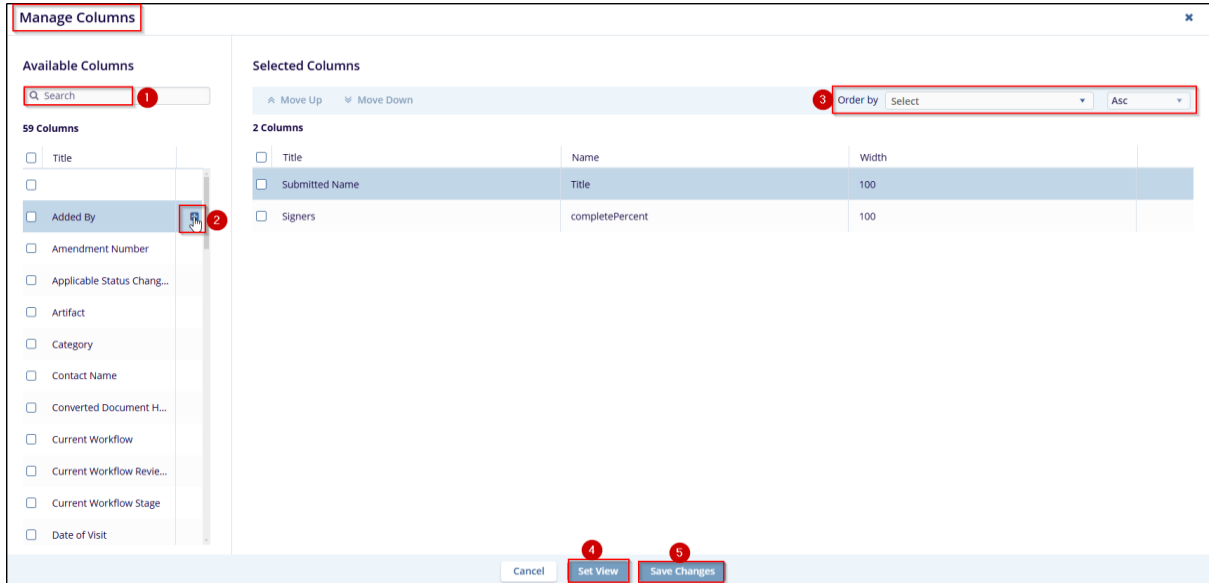 Manage Columns
Available Columns
Search
1
59 Columns
Title
Added By
2
Amendment Number
Applicable Status Chang...
Artifact
Category
Contact Name
Converted Document H...
Current Workflow
Current Workflow Revie...
Current Workflow Stage
Date of Visit
Selected Columns
Move Up Move Down
3 Order by Select Asc
2 Columns
Title Name Width
Submitted Name Title 100
Signers completePercent 100
4 5
Cancel Set View Save Changes